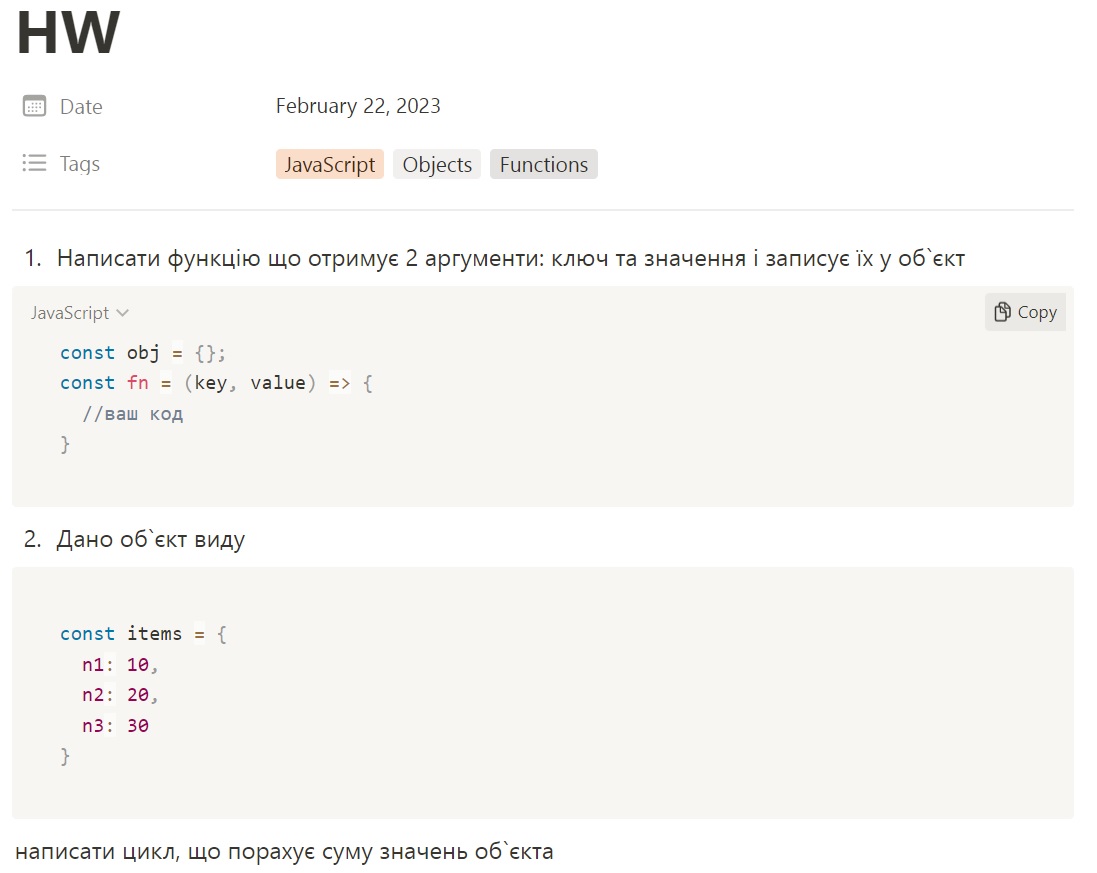 HW
Date February 22, 2023
Tags JavaScript Objects Functions
1. Написати функцію що отримує 2 аргументи: ключ та значення і записує їх у об`єкт
JavaScript Copy
const obj = {};
const fn = (key, value) => {
//ваш код
}
2. Дано об`єкт виду
const items = {
n1: 10,
n2: 20,
n3: 30
}
написати цикл, що порахує суму значень об`єкта